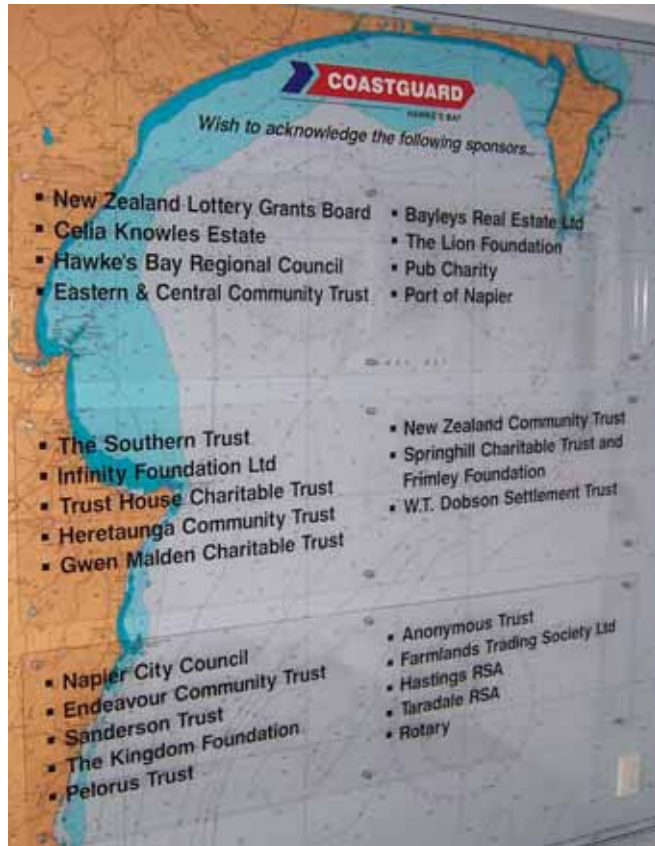 COASTGUARD
HAWKE'S BAY
Wish to acknowledge the following sponsors...
▪ New Zealand Lottery Grants Board
▪ Celia Knowles Estate
▪ Hawke's Bay Regional Council
▪ Eastern & Central Community Trust
▪ Bayleys Real Estate Ltd
▪ The Lion Foundation
▪ Pub Charity
▪ Port of Napier
▪ The Southern Trust
▪ Infinity Foundation Ltd
▪ Trust House Charitable Trust
▪ Heretaunga Community Trust
▪ Gwen Malden Charitable Trust
▪ New Zealand Community Trust
▪ Springhill Charitable Trust and
Frimley Foundation
▪ W.T. Dobson Settlement Trust
▪ Napier City Council
▪ Endeavour Community Trust
▪ Sanderson Trust
▪ The Kingdom Foundation
▪ Pelorus Trust
▪ Anonymous Trust
▪ Farmlands Trading Society Ltd
▪ Hastings RSA
▪ Taradale RSA
▪ Rotary